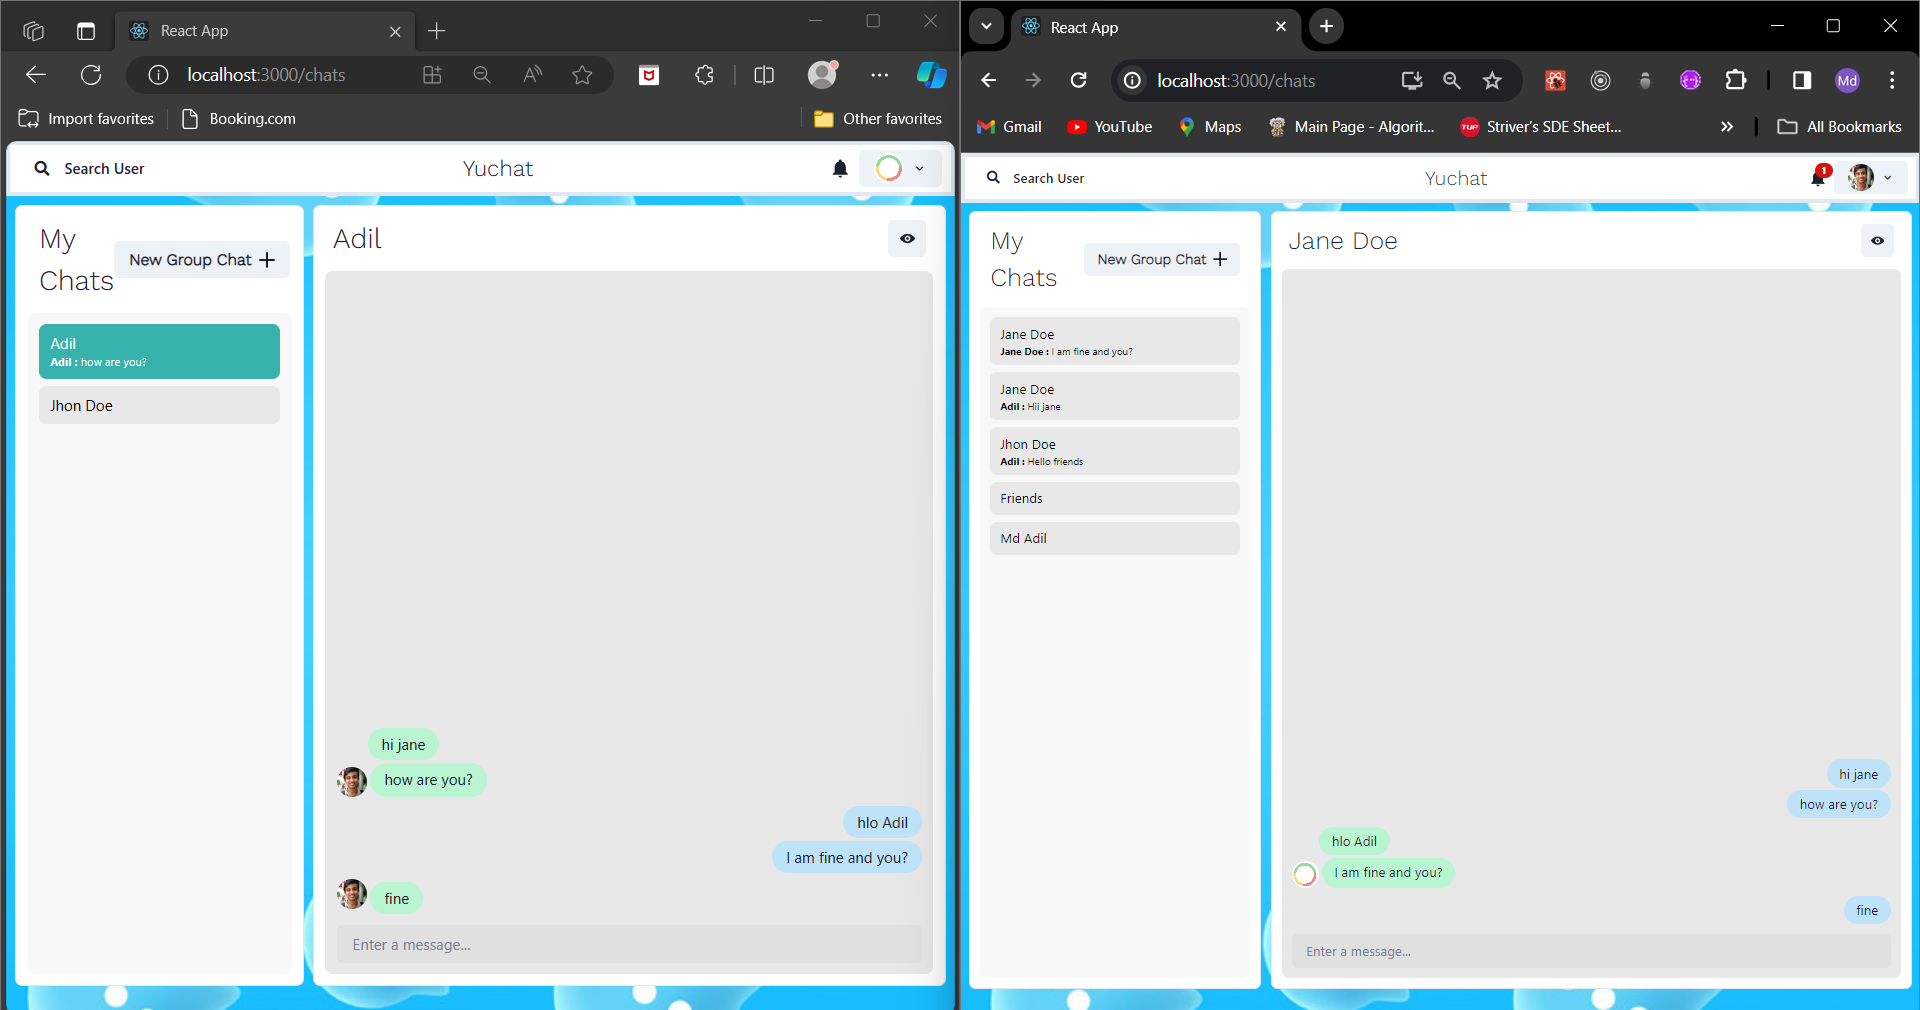 React App
localhost:3000/chats
Import favorites
Booking.com
Other favorites
Search User
Yuchat
My Chats
New Group Chat
Adil
Adil : how are you?
Jhon Doe
Adil
hi jane
how are you?
hlo Adil
I am fine and you?
fine
Enter a message...
React App
localhost:3000/chats
Md
Gmail
YouTube
Maps
Main Page - Algorit...
TUF
Striver's SDE Sheet...
All Bookmarks
Search User
Yuchat
1
My Chats
New Group Chat
Jane Doe
Jane Doe : I am fine and you?
Jane Doe
Adil : Hii jane
Jhon Doe
Adil : Hello friends
Friends
Md Adil
Jane Doe
hi jane
how are you?
hlo Adil
I am fine and you?
fine
Enter a message...